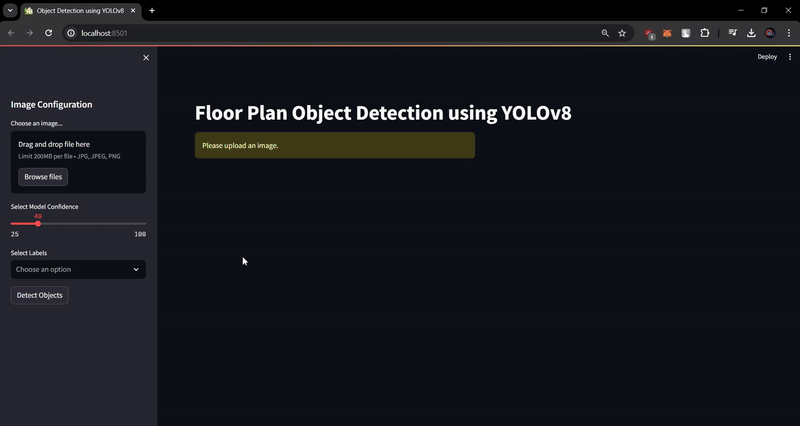 Object Detection using YOLOv8
localhost:8501
Deploy
Image Configuration
Choose an image...
Drag and drop file here
Limit 200MB per file • JPG, JPEG, PNG
Browse files
Select Model Confidence
40
25 100
Select Labels
Choose an option
Detect Objects
Floor Plan Object Detection using YOLOv8
Please upload an image.